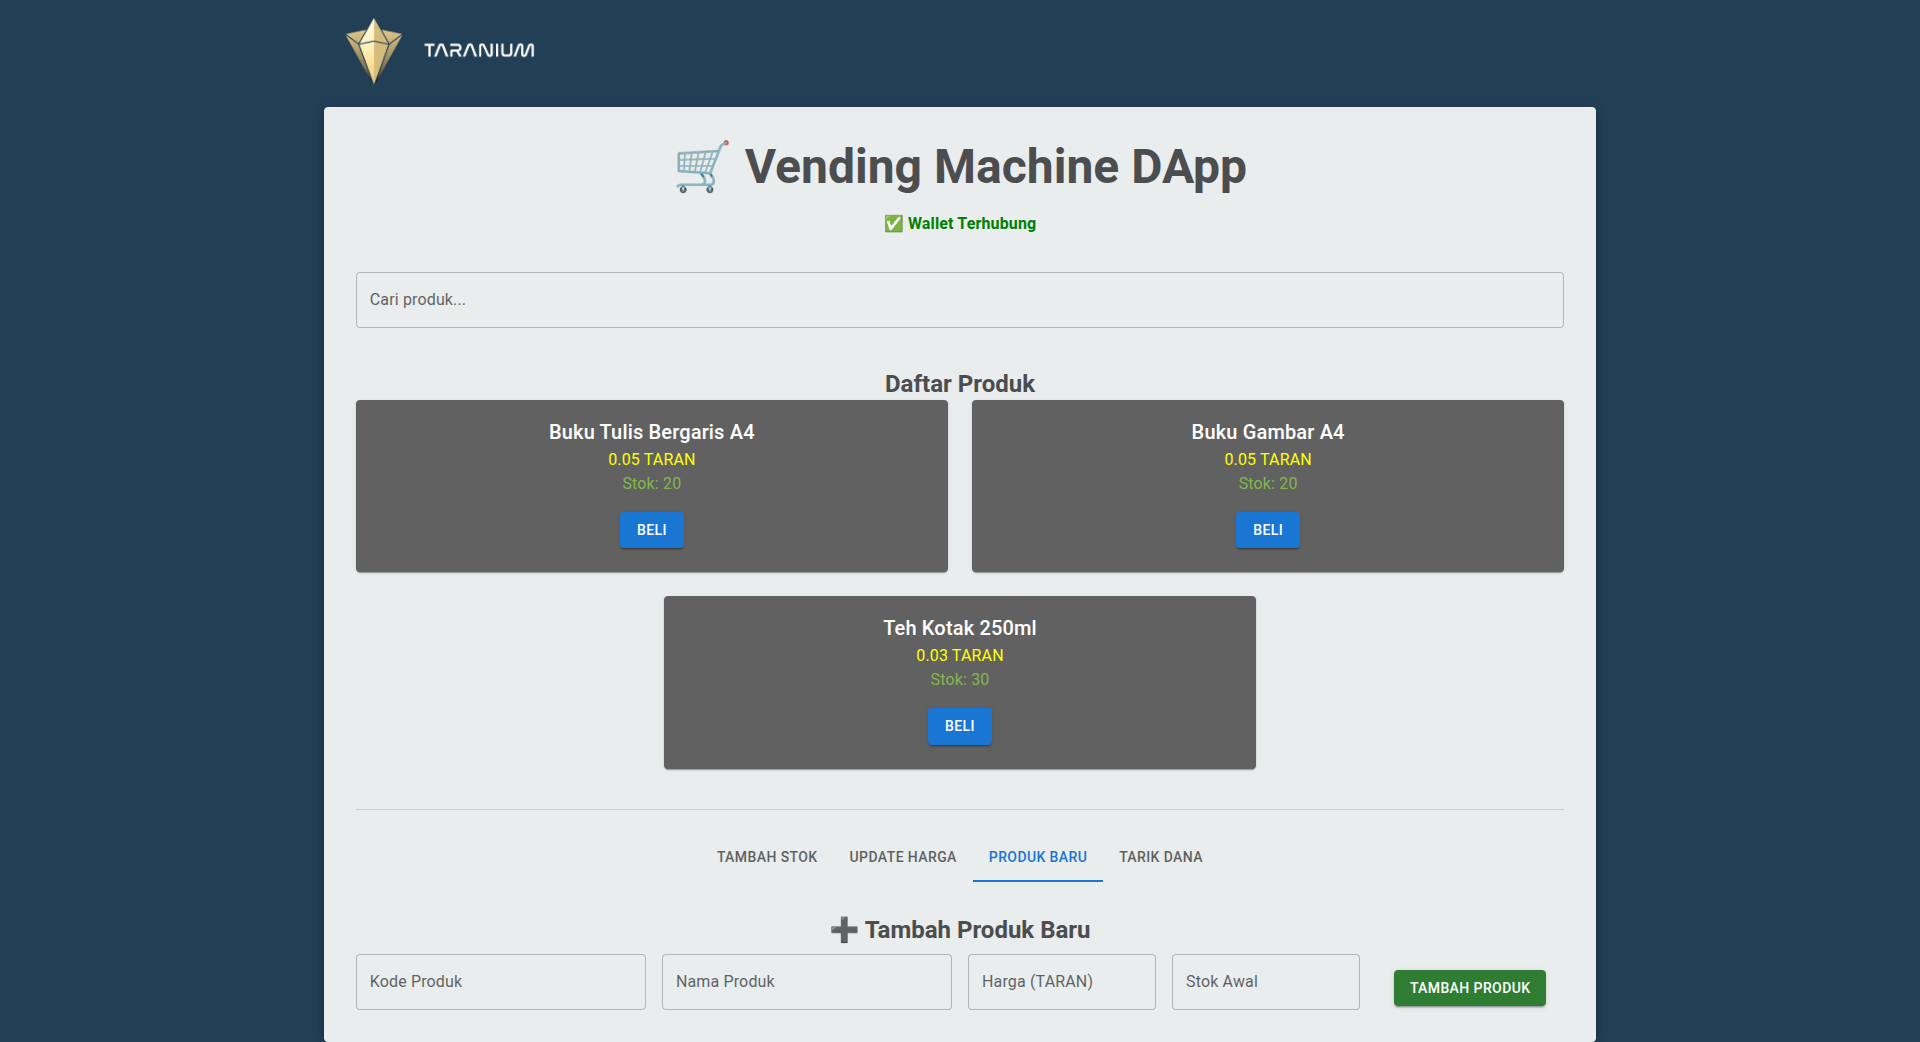 TARANIUM
🛒 Vending Machine DApp
✅ Wallet Terhubung
Cari produk...
Daftar Produk
Buku Tulis Bergaris A4
0.05 TARAN
Stok: 20
BELI
Buku Gambar A4
0.05 TARAN
Stok: 20
BELI
Teh Kotak 250ml
0.03 TARAN
Stok: 30
BELI
TAMBAH STOK UPDATE HARGA PRODUK BARU TARIK DANA
➕ Tambah Produk Baru
Kode Produk Nama Produk Harga (TARAN) Stok Awal TAMBAH PRODUK